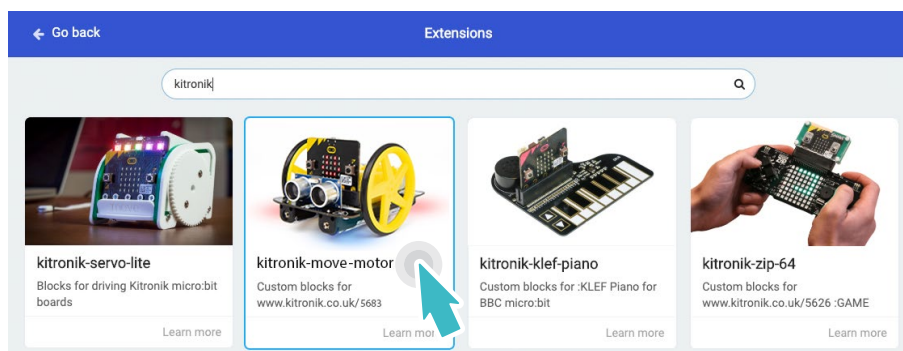 Go back
Extensions
kitronik
kitronik-servo-lite
Blocks for driving Kitronik micro:bit
boards
Learn more
kitronik-move-motor
Custom blocks for
www.kitronik.co.uk/5683
Learn mor
kitronik-klef-piano
Custom blocks for :KLEF Piano for
BBC micro:bit
Learn more
kitronik-zip-64
Custom blocks for
www.kitronik.co.uk/5626 :GAME
Learn more